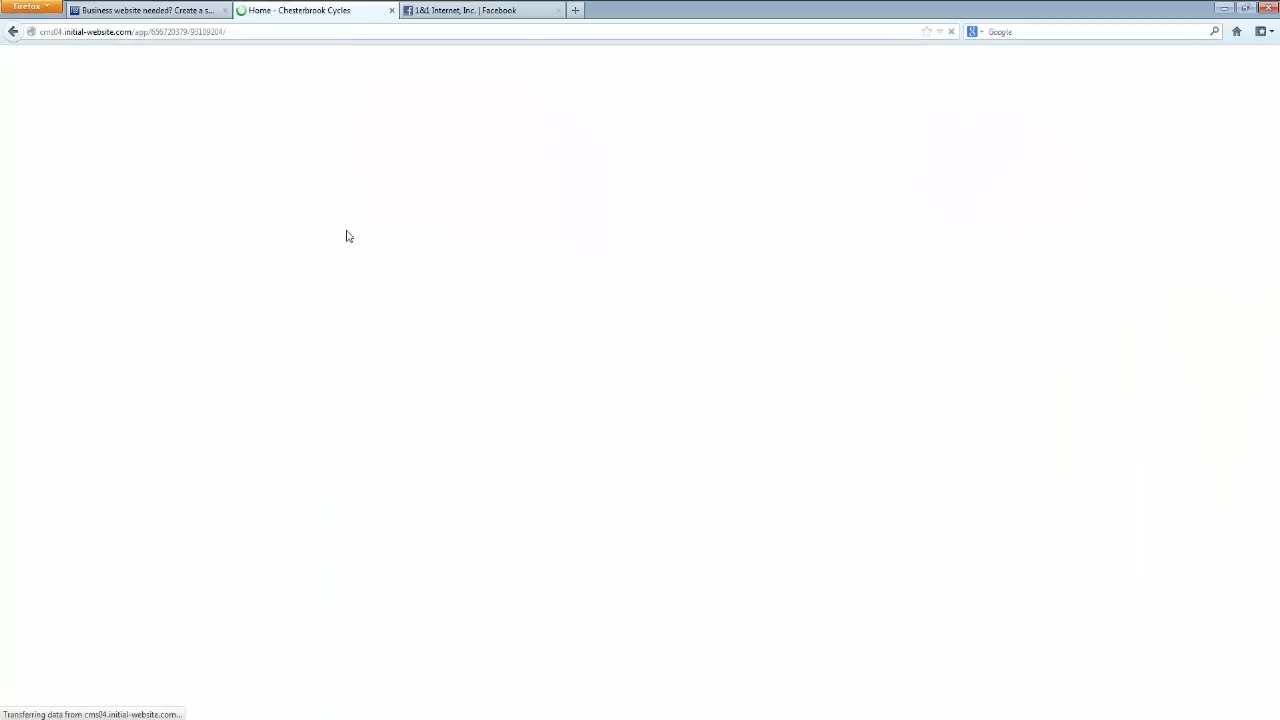 Firefox
Business website needed? Create a s...
Home - Chesterbrook Cycles
1&1 Internet, Inc. | Facebook
cms04.initial-website.com/app/656720379/93109204/
Google
Transferring data from cms04.initial-website.com...